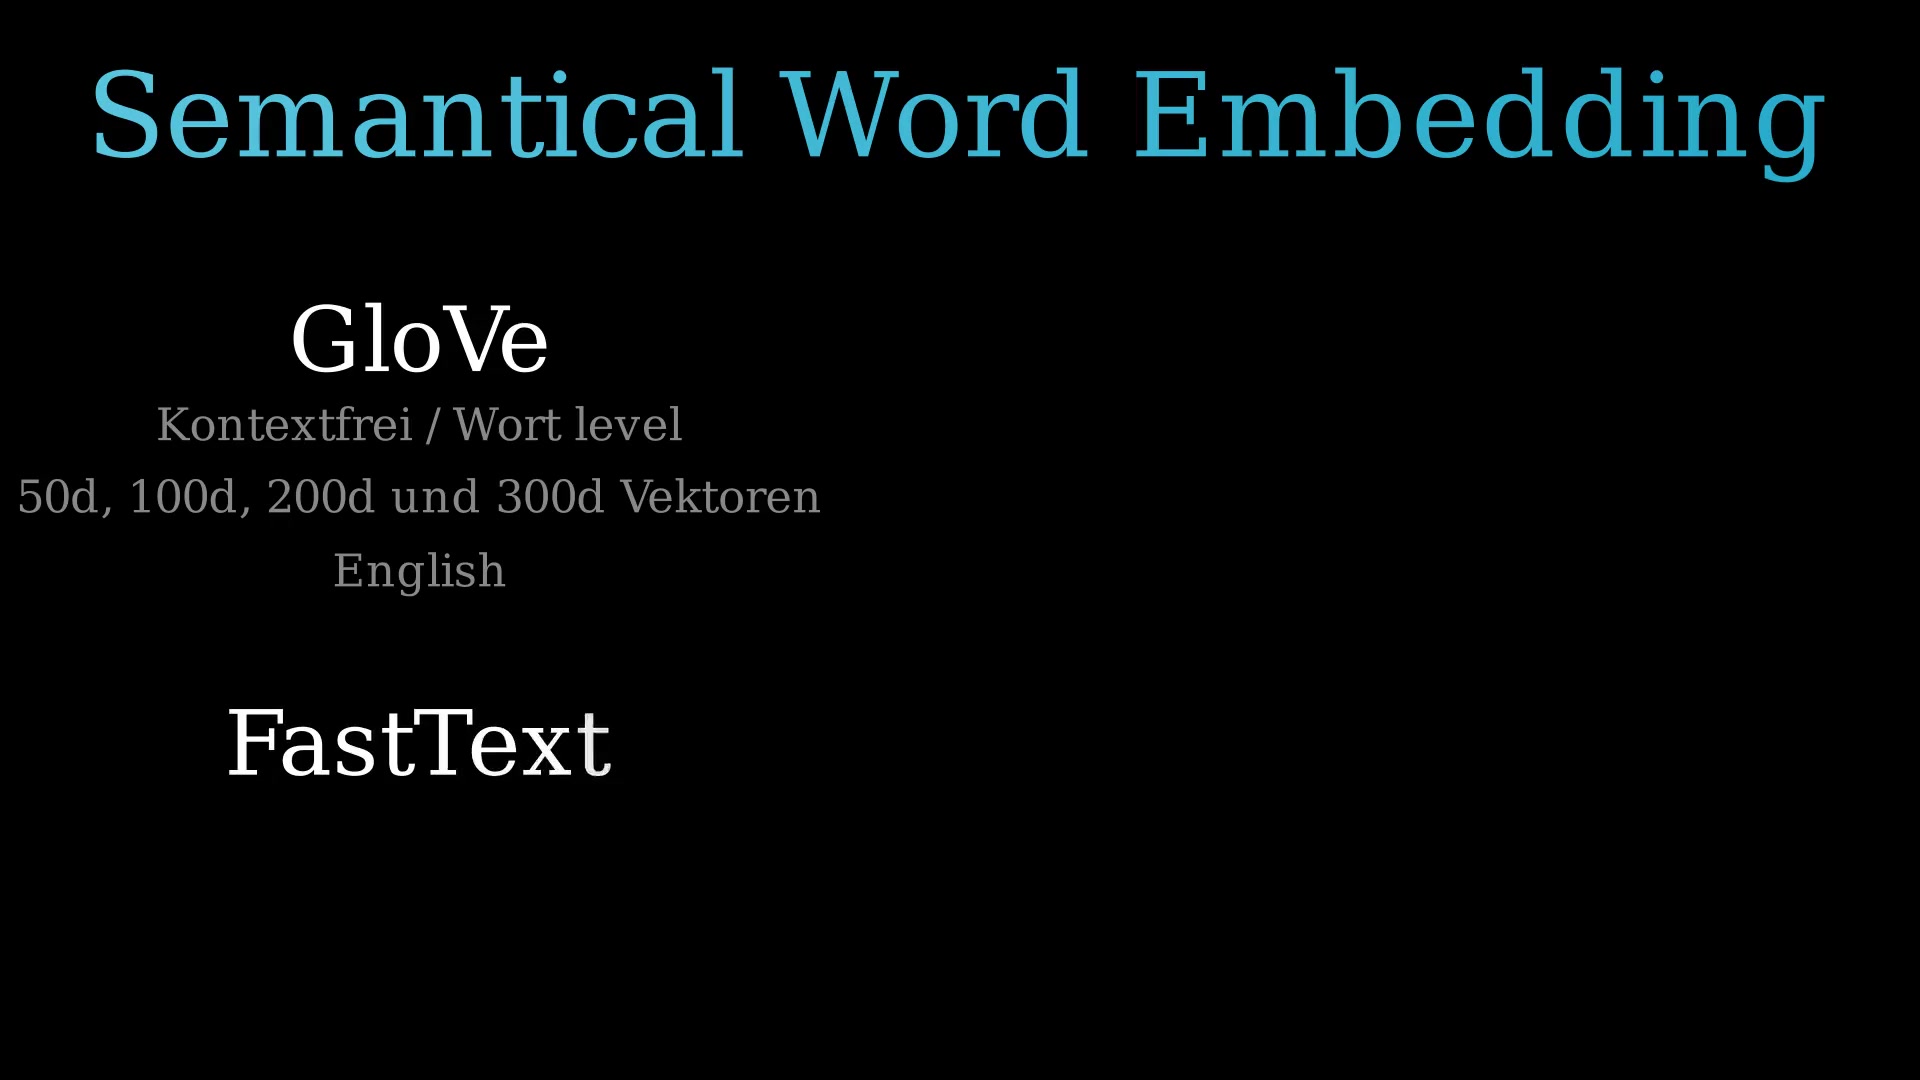 Semantical Word Embedding
GloVe
Kontextfrei / Wort level
50d, 100d, 200d und 300d Vektoren
English
FastText